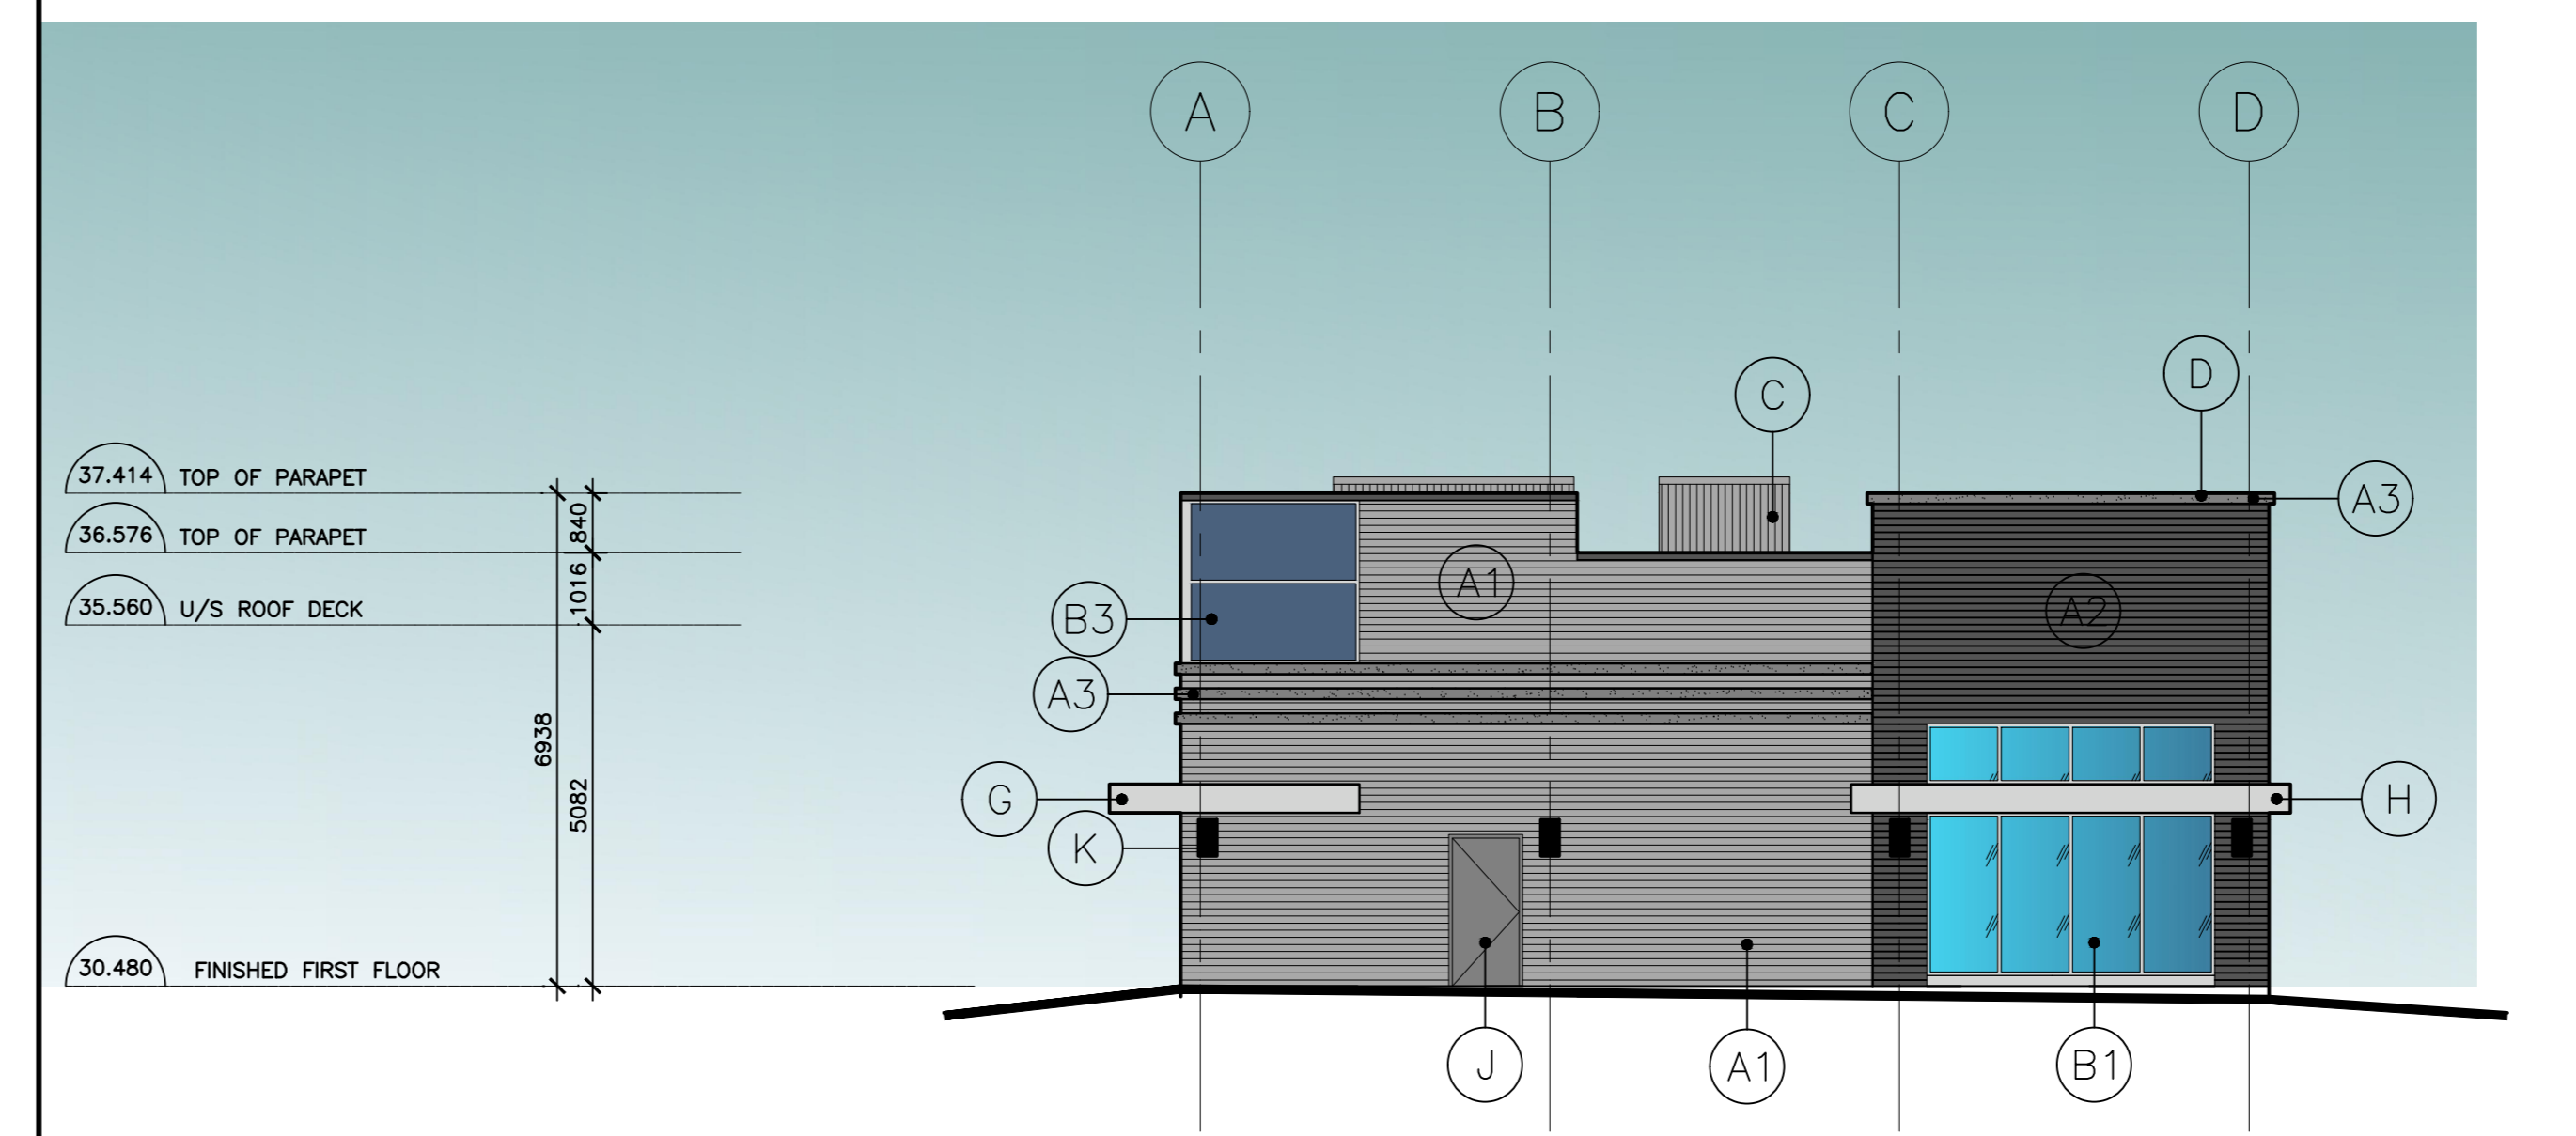 A
B
C
D
D
C
37.414 TOP OF PARAPET
A3
840
36.576 TOP OF PARAPET
1016
A1
35.560 U/S ROOF DECK
B3
A2
A3
6938
5082
G
H
K
30.480 FINISHED FIRST FLOOR
J
A1
B1